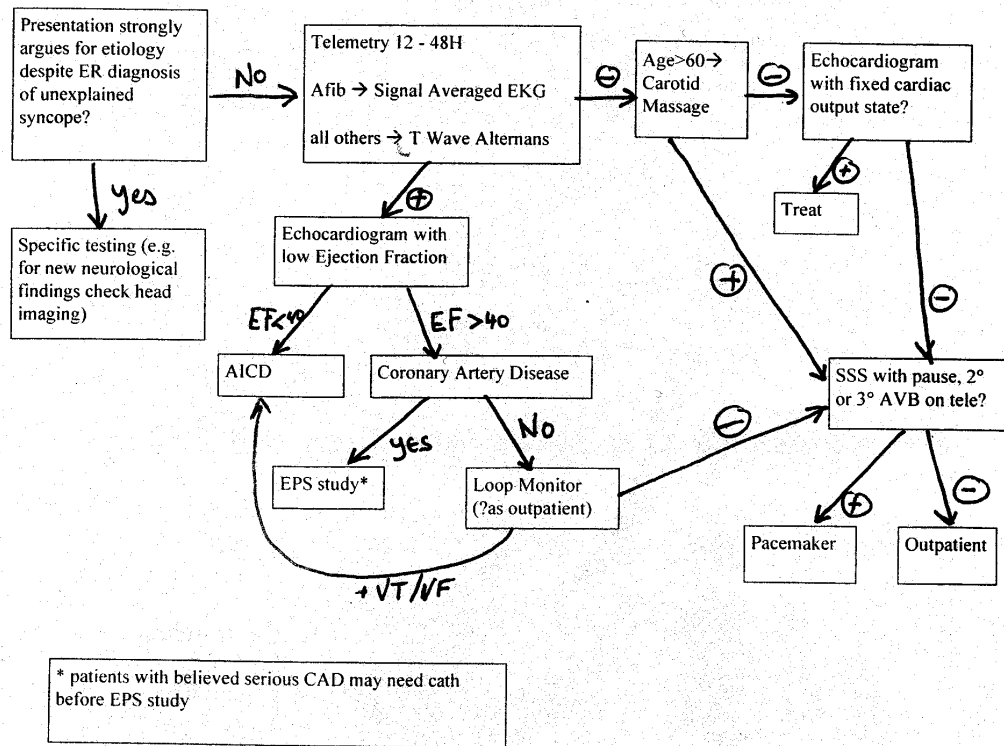 Presentation strongly
argues for etiology
despite ER diagnosis
of unexplained
syncope?
No
Telemetry 12 - 48H
Afib → Signal Averaged EKG
all others → T Wave Alternans
⊖
Age>60→
Carotid
Massage
⊖
Echocardiogram
with fixed cardiac
output state?
yes
⊕
⊕
Treat
Specific testing (e.g.
for new neurological
findings check head
imaging)
Echocardiogram with
low Ejection Fraction
⊕
⊖
EF<40
EF >40
AICD
Coronary Artery Disease
SSS with pause, 2°
or 3° AVB on tele?
yes
No
⊖
EPS study*
Loop Monitor
(?as outpatient)
⊕
⊖
Pacemaker
Outpatient
+ VT/VF
* patients with believed serious CAD may need cath
before EPS study